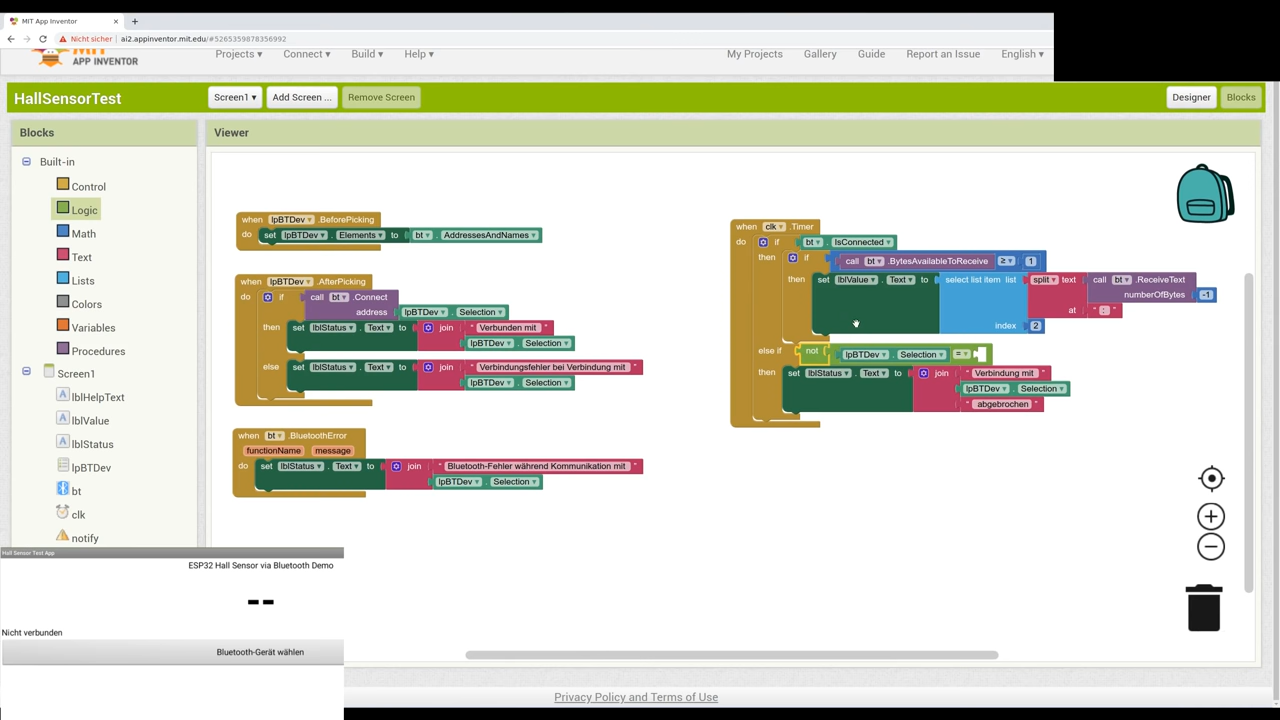 MIT App Inventor
Nicht sicher
ai2.appinventor.mit.edu/#5265359878356992
MIT
APP INVENTOR
Projects ▾
Connect ▾
Build ▾
Help ▾
My Projects
Gallery
Guide
Report an Issue
English ▾
HallSensorTest
Screen1 ▾
Add Screen ...
Remove Screen
Designer
Blocks
Blocks
Viewer
Built-in
Control
Logic
Math
Text
Lists
Colors
Variables
Procedures
Screen1
lblHelpText
lblValue
lblStatus
lpBTDev
bt
clk
notify
when lpBTDev ▾ .BeforePicking
do set lpBTDev ▾ . Elements ▾ to bt ▾ . AddressesAndNames ▾
when lpBTDev ▾ .AfterPicking
do if call bt ▾ .Connect
address lpBTDev ▾ . Selection ▾
then set lblStatus ▾ . Text ▾ to join " Verbunden mit "
lpBTDev ▾ . Selection ▾
else set lblStatus ▾ . Text ▾ to join " Verbindungsfehler bei Verbindung mit "
lpBTDev ▾ . Selection ▾
when bt ▾ .BluetoothError
functionName message
do set lblStatus ▾ . Text ▾ to join " Bluetooth-Fehler während Kommunikation mit "
lpBTDev ▾ . Selection ▾
when clk ▾ .Timer
do if bt ▾ . IsConnected ▾
then if call bt ▾ .BytesAvailableToReceive ≥ ▾ 1
then set lblValue ▾ . Text ▾ to select list item list split ▾ text call bt ▾ .ReceiveText
numberOfBytes -1
at " : "
index 2
else if not lpBTDev ▾ . Selection ▾ = ▾
then set lblStatus ▾ . Text ▾ to join " Verbindung mit "
lpBTDev ▾ . Selection ▾
" abgebrochen "
Hall Sensor Test App
ESP32 Hall Sensor via Bluetooth Demo
--
Nicht verbunden
Bluetooth-Gerät wählen
Privacy Policy and Terms of Use